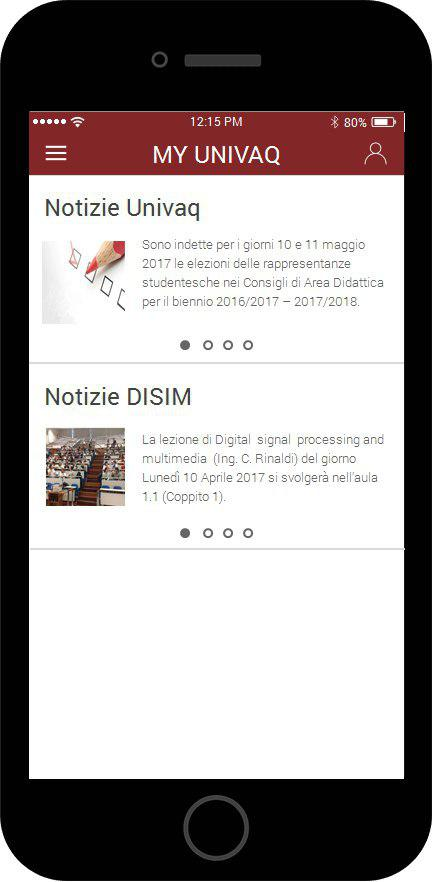 12:15 PM
80%
MY UNIVAQ
Notizie Univaq
Sono indette per i giorni 10 e 11 maggio
2017 le elezioni delle rappresentanze
studentesche nei Consigli di Area Didattica
per il biennio 2016/2017 – 2017/2018.
Notizie DISIM
La lezione di Digital signal processing and
multimedia (Ing. C. Rinaldi) del giorno
Lunedì 10 Aprile 2017 si svolgerà nell'aula
1.1 (Coppito 1).